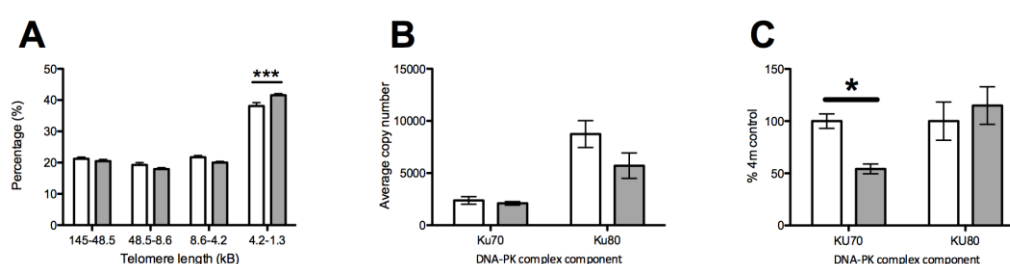 A
Percentage (%)
50
40
30
20
10
0
***
145-48.5
48.5-8.6
8.6-4.2
4.2-1.3
Telomere length (kB)
B
Average copy number
15000
10000
5000
0
Ku70
Ku80
DNA-PK complex component
C
% 4m control
150
100
50
0
*
KU70
KU80
DNA-PK complex component